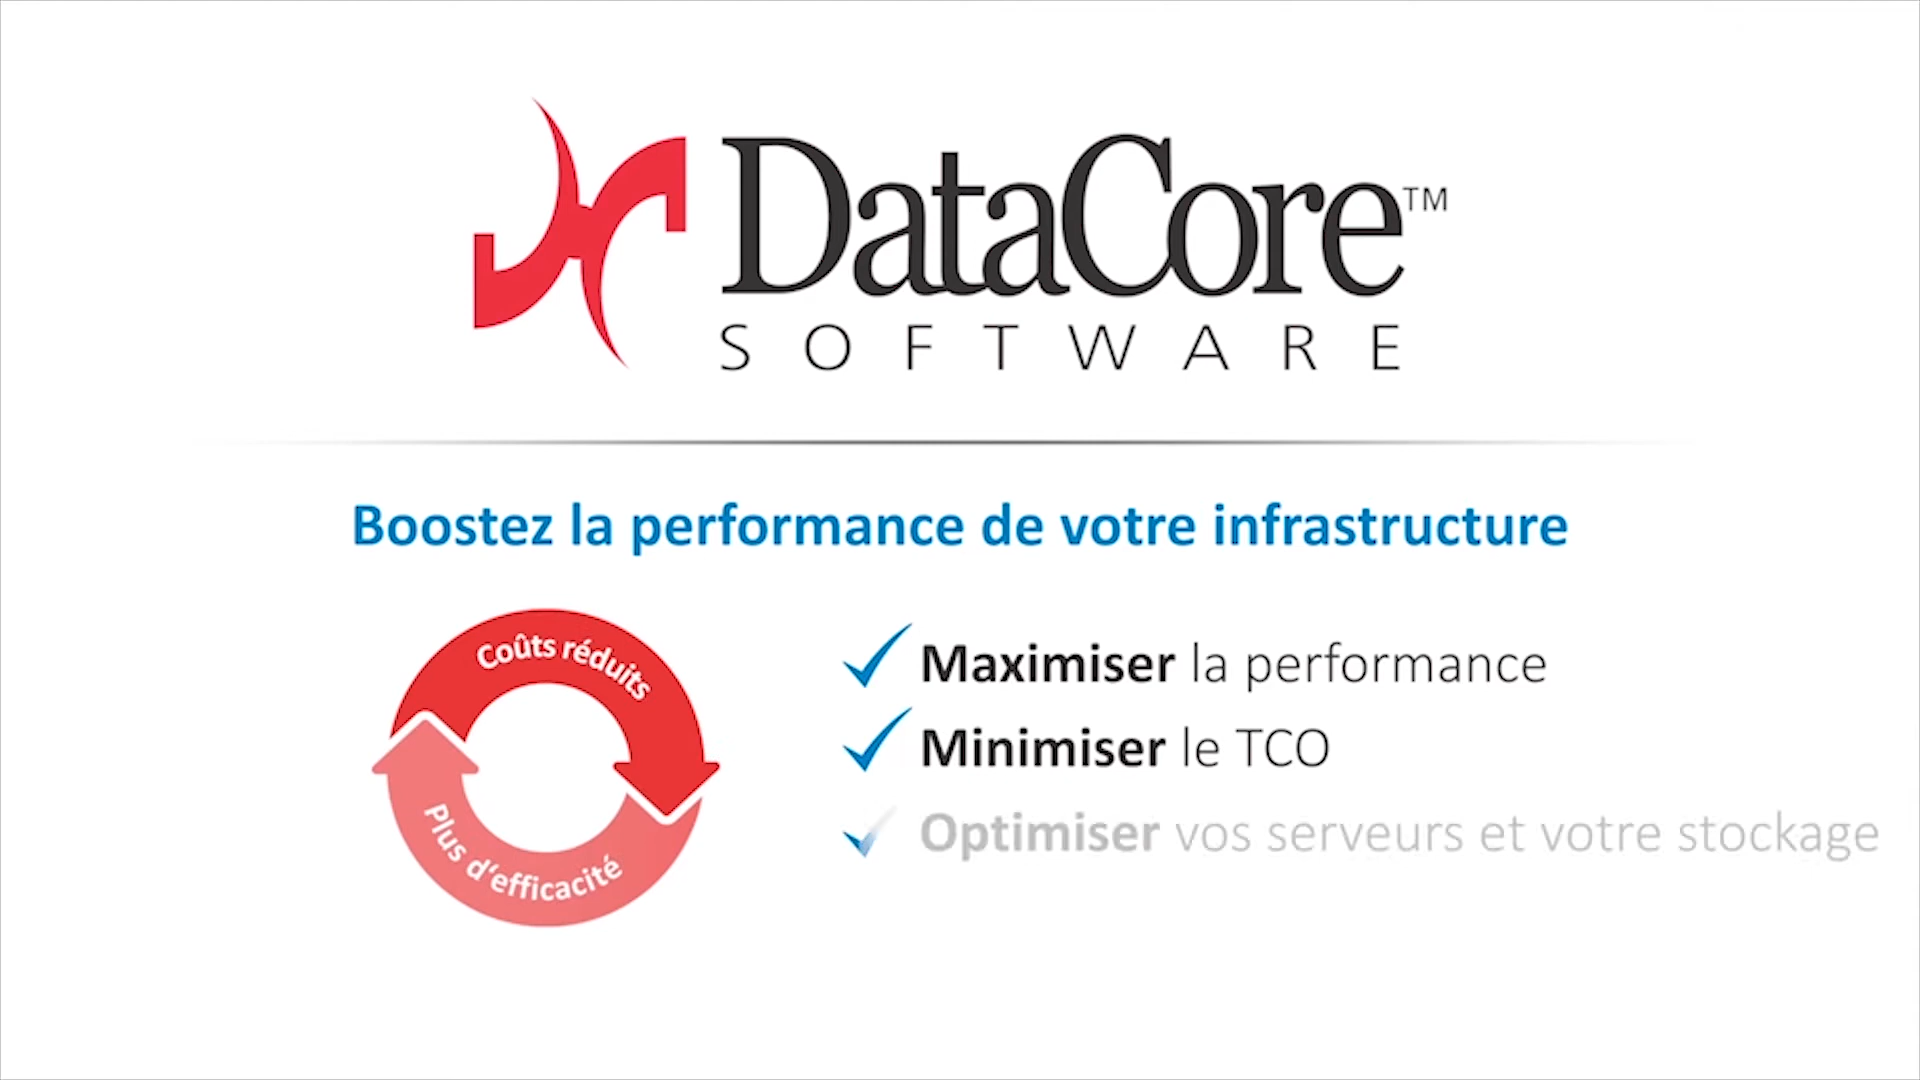 DataCore™
SOFTWARE
Boostez la performance de votre infrastructure
Coûts réduits
Plus d'efficacité
Maximiser la performance
Minimiser le TCO
Optimiser vos serveurs et votre stockage